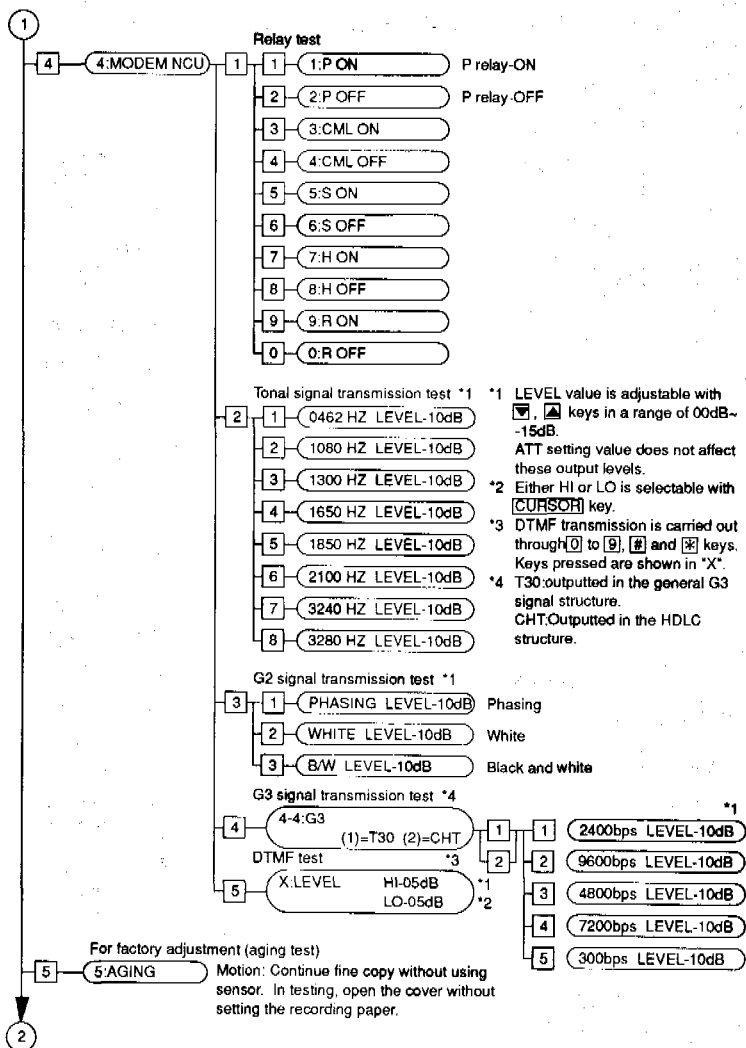 1
Relay test
4 4:MODEM NCU 1 1 1:P ON P relay-ON
2 2:P OFF P relay-OFF
3 3:CML ON
4 4:CML OFF
5 5:S ON
6 6:S OFF
7 7:H ON
8 8:H OFF
9 9:R ON
0 0:R OFF
Tonal signal transmission test *1
2 1 0462 HZ LEVEL-10dB
2 1080 HZ LEVEL-10dB
3 1300 HZ LEVEL-10dB
4 1650 HZ LEVEL-10dB
5 1850 HZ LEVEL-10dB
6 2100 HZ LEVEL-10dB
7 3240 HZ LEVEL-10dB
8 3280 HZ LEVEL-10dB
*1 LEVEL value is adjustable with
▼, ▲ keys in a range of 00dB~
-15dB.
ATT setting value does not affect
these output levels.
*2 Either HI or LO is selectable with
CURSOR key.
*3 DTMF transmission is carried out
through 0 to 9, # and * keys.
Keys pressed are shown in "X".
*4 T30:outputted in the general G3
signal structure.
CHT:Outputted in the HDLC
structure.
G2 signal transmission test *1
3 1 PHASING LEVEL-10dB Phasing
2 WHITE LEVEL-10dB White
3 B/W LEVEL-10dB Black and white
G3 signal transmission test *4
4 4-4:G3
(1)=T30 (2)=CHT
1
2
*1
1 2400bps LEVEL-10dB
2 9600bps LEVEL-10dB
3 4800bps LEVEL-10dB
4 7200bps LEVEL-10dB
5 300bps LEVEL-10dB
DTMF test *3
5 X:LEVEL HI-05dB *1
LO-05dB *2
For factory adjustment (aging test)
5 5:AGING Motion: Continue fine copy without using
sensor. In testing, open the cover without
setting the recording paper.
2